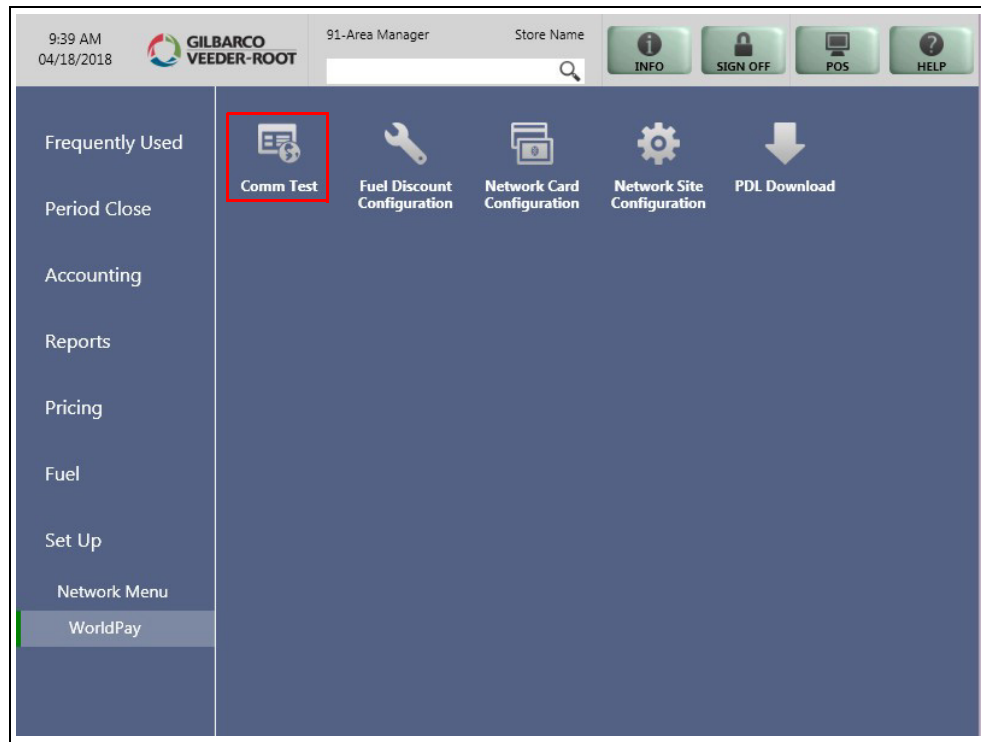 9:39 AM
04/18/2018
GILBARCO
VEEDER-ROOT
91-Area Manager
Store Name
INFO
SIGN OFF
POS
HELP
Frequently Used
Period Close
Accounting
Reports
Pricing
Fuel
Set Up
Network Menu
WorldPay
Comm Test
Fuel Discount
Configuration
Network Card
Configuration
Network Site
Configuration
PDL Download